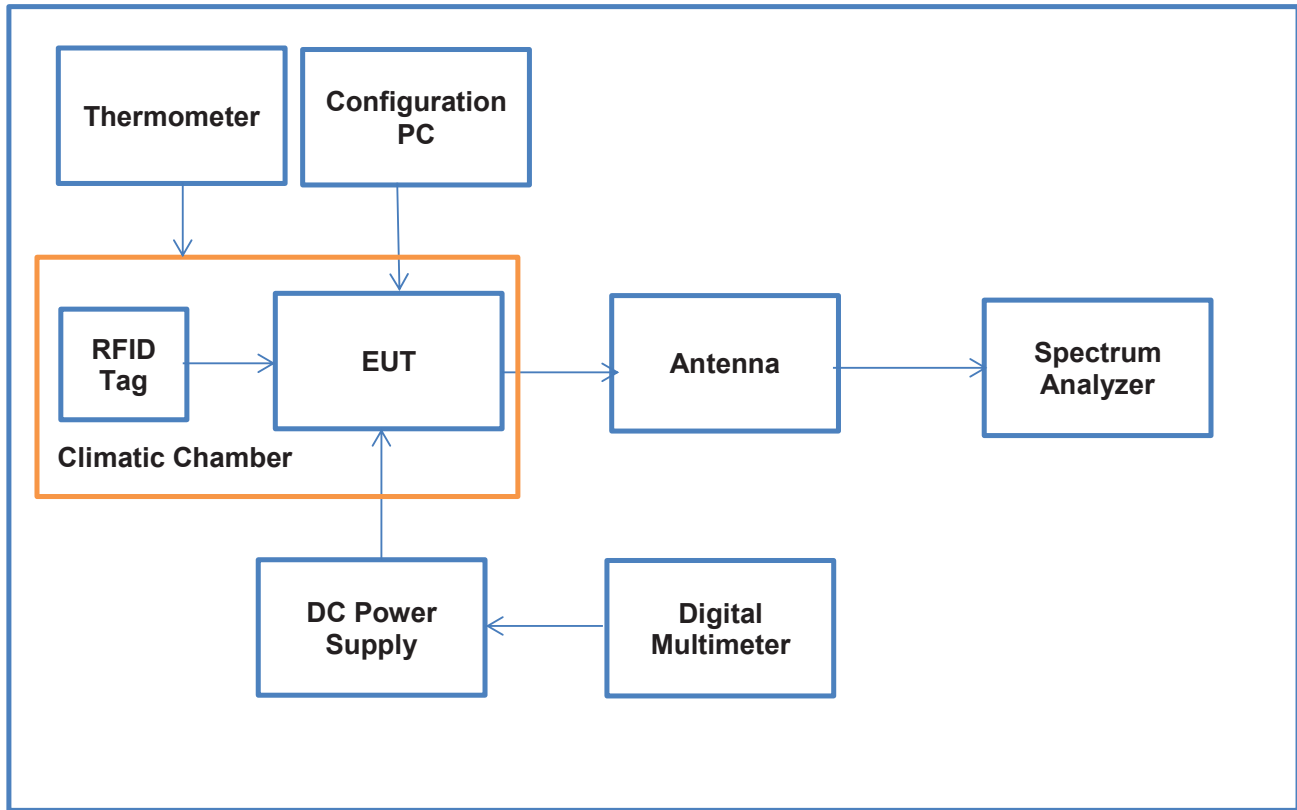 Thermometer
Configuration
PC
RFID
Tag
EUT
Antenna
Spectrum
Analyzer
Climatic Chamber
DC Power
Supply
Digital
Multimeter